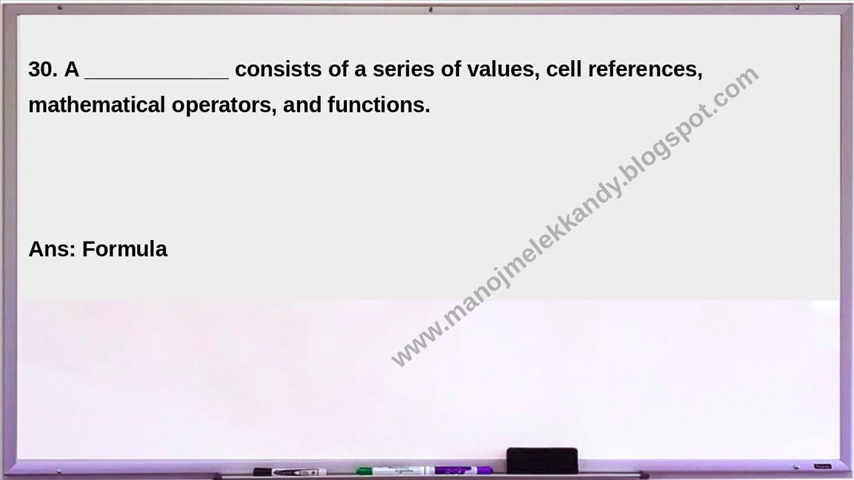 30. A ____________ consists of a series of values, cell references,
mathematical operators, and functions.
Ans: Formula
www.manojmelekkandy.blogspot.com